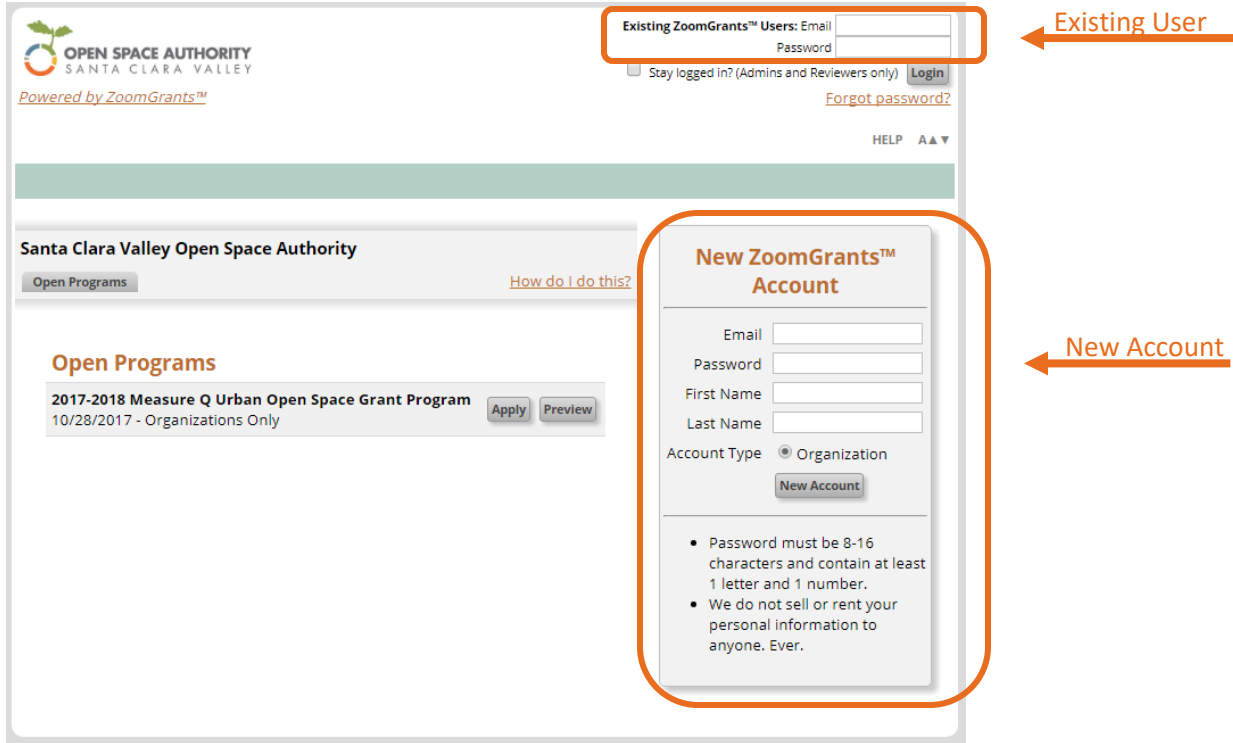 OPEN SPACE AUTHORITY
SANTA CLARA VALLEY
Powered by ZoomGrants™
Existing ZoomGrants™ Users: Email
Password
Stay logged in? (Admins and Reviewers only) Login
Forgot password?
HELP A▲▼
Existing User
Santa Clara Valley Open Space Authority
Open Programs
How do I do this?
Open Programs
2017-2018 Measure Q Urban Open Space Grant Program
10/28/2017 - Organizations Only
Apply Preview
New ZoomGrants™
Account
Email
Password
First Name
Last Name
Account Type Organization
New Account
• Password must be 8-16
characters and contain at least
1 letter and 1 number.
• We do not sell or rent your
personal information to
anyone. Ever.
New Account